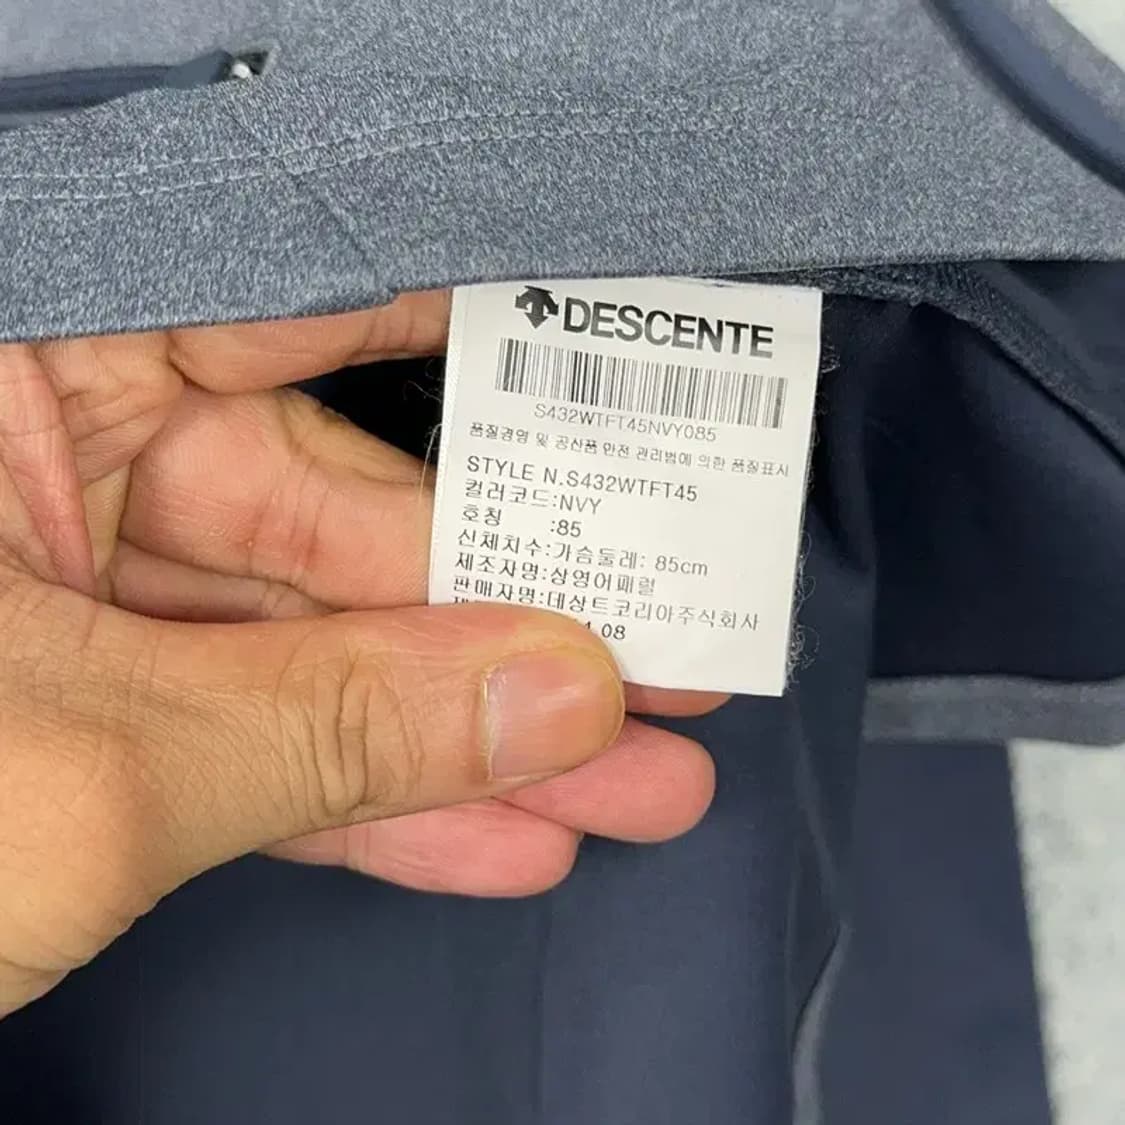 DESCENTE
S432WTFT45NVY085
품질경영 및 공산품 안전 관리법에 의한 품질표시
STYLE N.S432WTFT45
컬러코드:NVY
호칭 :85
신체치수:가슴둘레: 85cm
제조자명:상영어패럴
판매자명:데상트코리아주식회사
.08